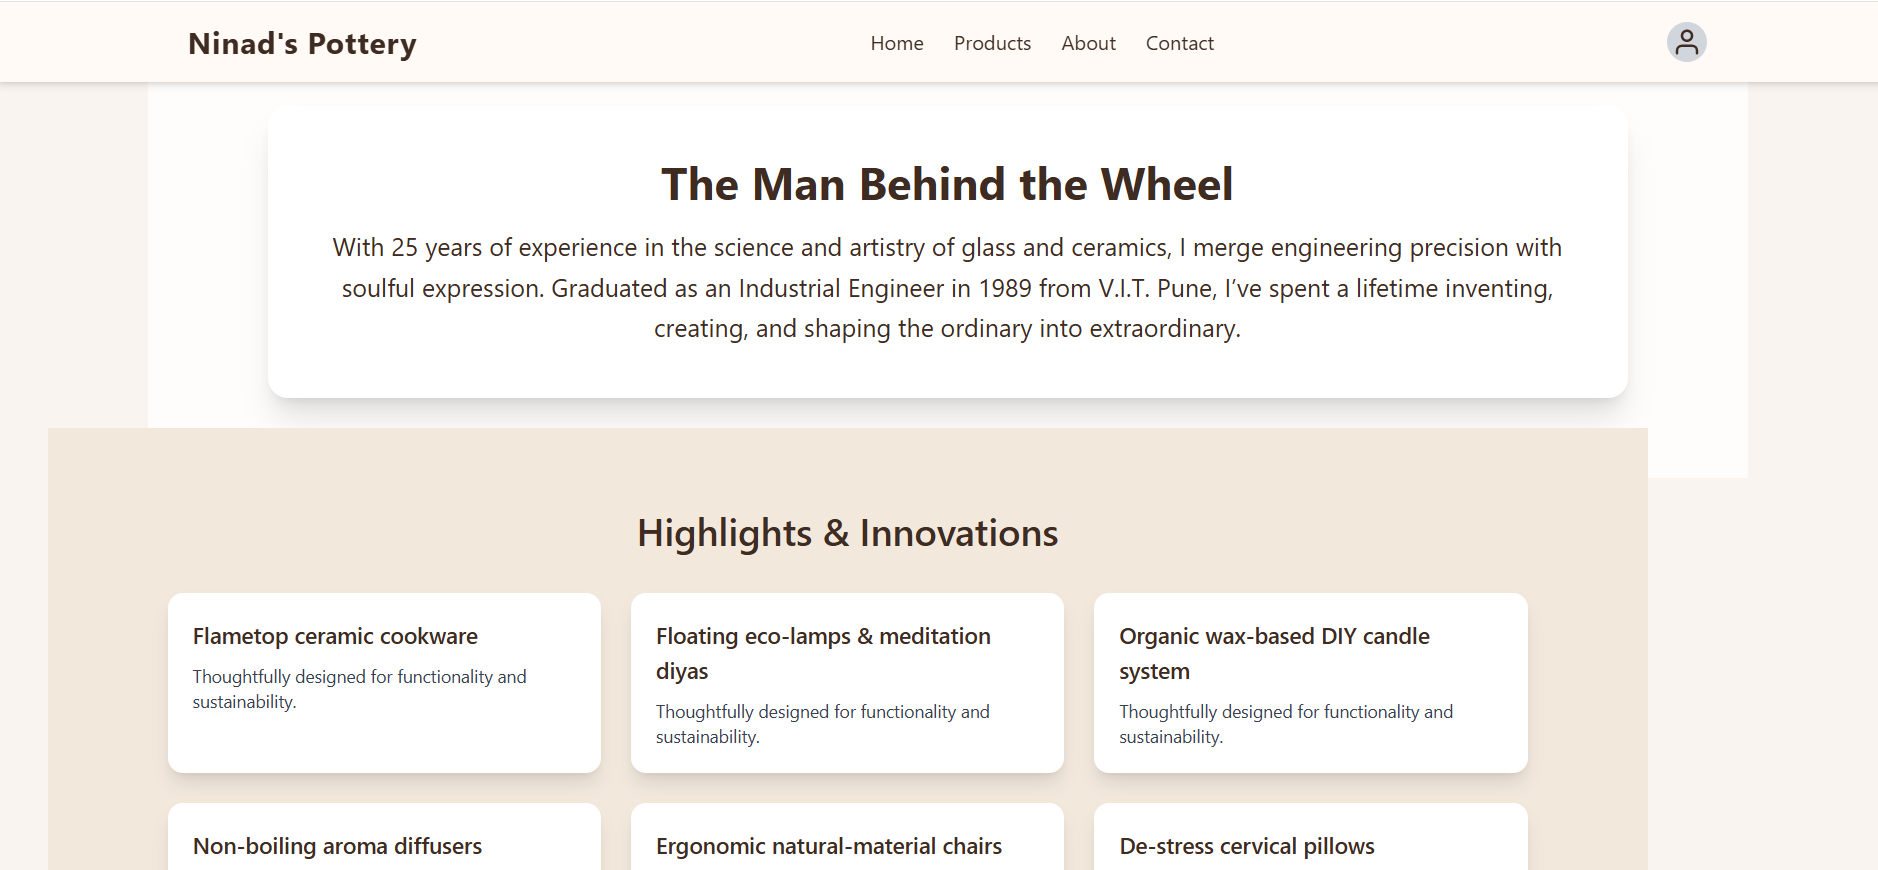 Ninad's Pottery
Home Products About Contact
The Man Behind the Wheel
With 25 years of experience in the science and artistry of glass and ceramics, I merge engineering precision with
soulful expression. Graduated as an Industrial Engineer in 1989 from V.I.T. Pune, I’ve spent a lifetime inventing,
creating, and shaping the ordinary into extraordinary.
Highlights & Innovations
Flametop ceramic cookware
Thoughtfully designed for functionality and
sustainability.
Floating eco-lamps & meditation
diyas
Thoughtfully designed for functionality and
sustainability.
Organic wax-based DIY candle
system
Thoughtfully designed for functionality and
sustainability.
Non-boiling aroma diffusers
Ergonomic natural-material chairs
De-stress cervical pillows